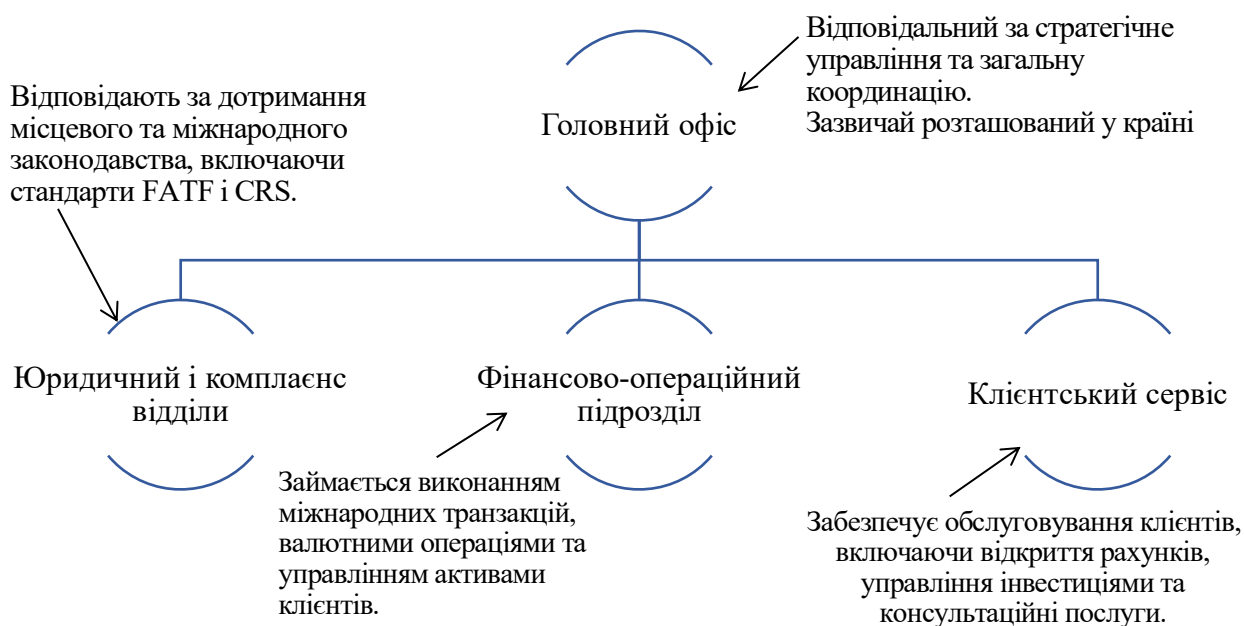 Відповідальний за стратегічне
управління та загальну
координацію.
Зазвичай розташований у країні
Відповідають за дотримання
місцевого та міжнародного
законодавства, включаючи
стандарти FATF і CRS.
Головний офіс
Юридичний і комплаєнс
відділи
Фінансово-операційний
підрозділ
Клієнтський сервіс
Займається виконанням
міжнародних транзакцій,
валютними операціями та
управлінням активами
клієнтів.
Забезпечує обслуговування клієнтів,
включаючи відкриття рахунків,
управління інвестиціями та
консультаційні послуги.